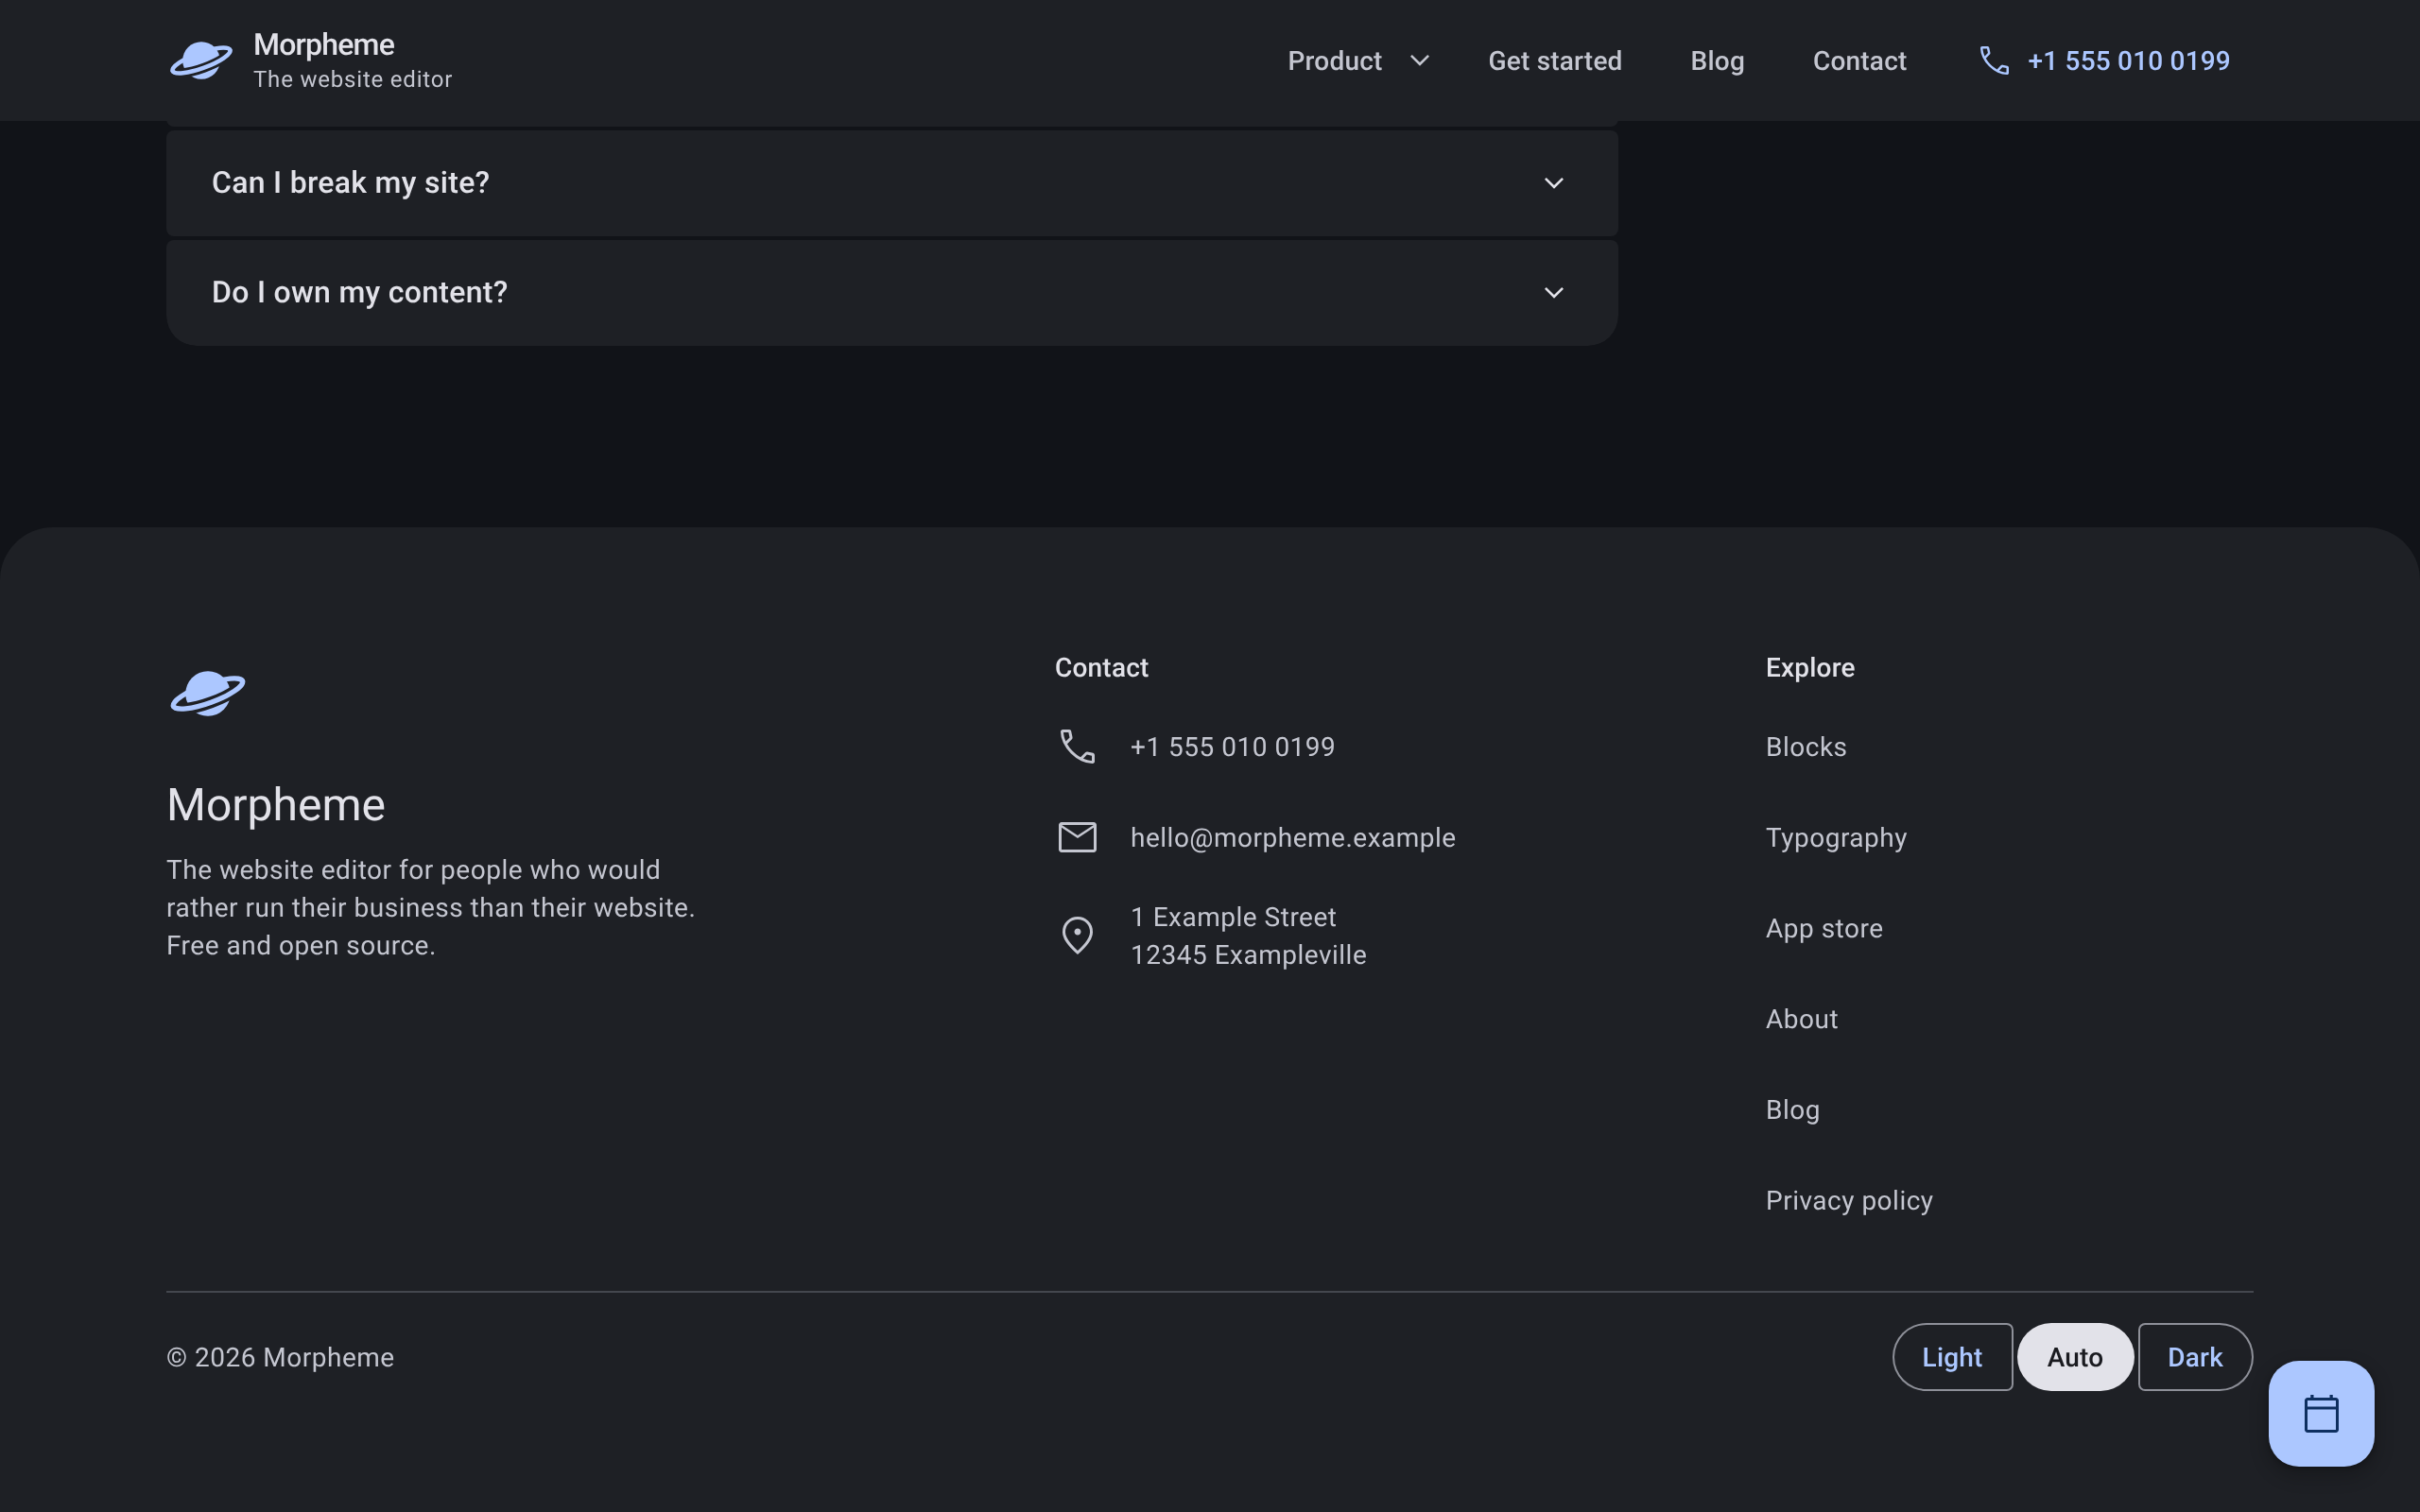 Morpheme
The website editor
Product
Get started
Blog
Contact
+1 555 010 0199
Can I break my site?
Do I own my content?
Morpheme
The website editor for people who would
rather run their business than their website.
Free and open source.
Contact
+1 555 010 0199
hello@morpheme.example
1 Example Street
12345 Exampleville
Explore
Blocks
Typography
App store
About
Blog
Privacy policy
© 2026 Morpheme
Light
Auto
Dark